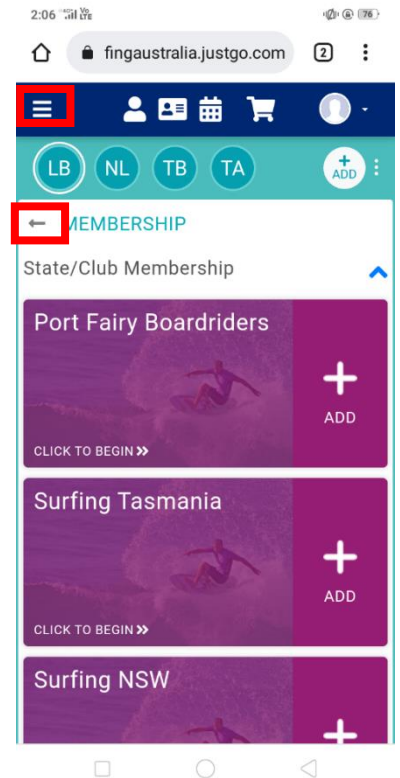 2:06
76
fingaustralia.justgo.com
2
LB NL TB TA
+ ADD
MEMBERSHIP
State/Club Membership
Port Fairy Boardriders
ADD
CLICK TO BEGIN »
Surfing Tasmania
ADD
CLICK TO BEGIN »
Surfing NSW